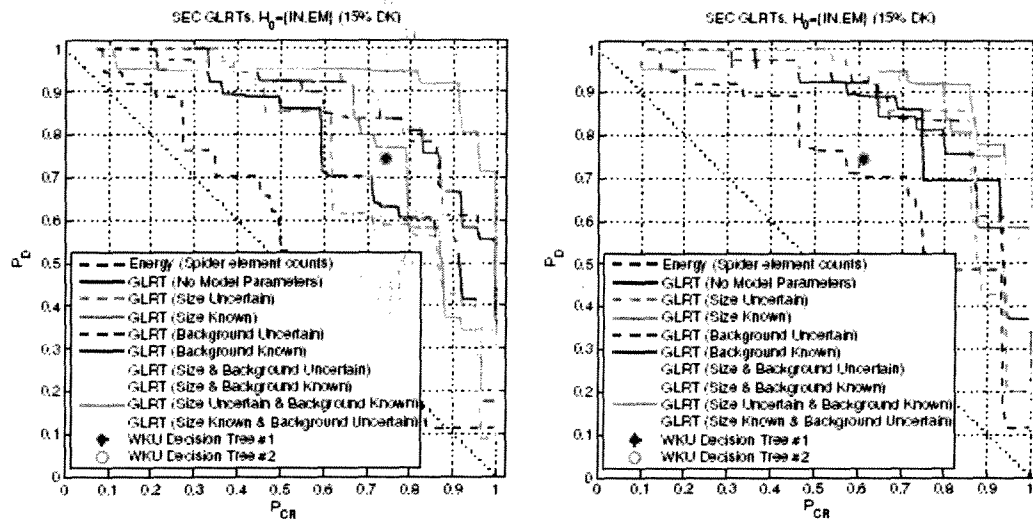 SEC GLRTs, H0={IN,EM} (15% DK)
1
0.9
0.8
0.7
0.6
0.5
0.4
0.3
0.2
0.1
0
PD
Energy (Spider element counts)
GLRT (No Model Parameters)
GLRT (Size Uncertain)
GLRT (Size Known)
GLRT (Background Uncertain)
GLRT (Background Known)
GLRT (Size & Background Uncertain)
GLRT (Size & Background Known)
GLRT (Size Uncertain & Background Known)
GLRT (Size Known & Background Uncertain)
WKU Decision Tree #1
WKU Decision Tree #2
0 0.1 0.2 0.3 0.4 0.5 0.6 0.7 0.8 0.9 1
PCR
SEC GLRTs, H0={IN,EM} (15% DK)
1
0.9
0.8
0.7
0.6
0.5
0.4
0.3
0.2
0.1
0
PD
Energy (Spider element counts)
GLRT (No Model Parameters)
GLRT (Size Uncertain)
GLRT (Size Known)
GLRT (Background Uncertain)
GLRT (Background Known)
GLRT (Size & Background Uncertain)
GLRT (Size & Background Known)
GLRT (Size Uncertain & Background Known)
GLRT (Size Known & Background Uncertain)
WKU Decision Tree #1
WKU Decision Tree #2
0 0.1 0.2 0.3 0.4 0.5 0.6 0.7 0.8 0.9 1
PCR